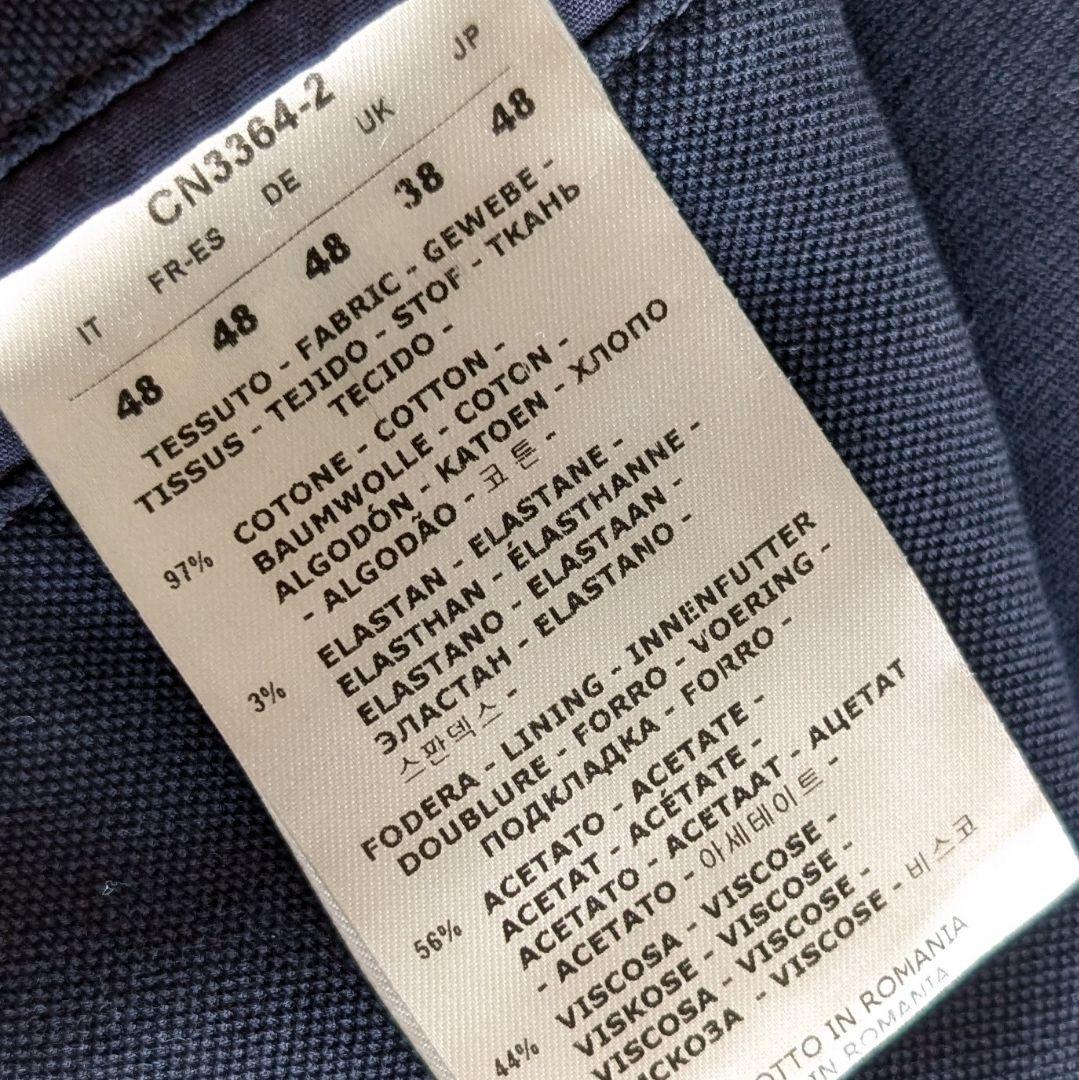 CN3364-2
IT FR-ES DE UK JP
48 48 48 38 48
TESSUTO - FABRIC - GEWEBE -
TISSUS - TEJIDO - STOF - ТКАНЬ
TECIDO -
97% COTONE - COTTON -
BAUMWOLLE - COTON -
ALGODÓN - KATOEN - ХЛОПО
- ALGODÃO - 코튼 -
3% ELASTAN - ELASTANE -
ELASTHAN - ÉLASTHANNE -
ELASTANO - ELASTAAN -
ЭЛАСТАН - ELASTANO -
스판덱스 -
FODERA - LINING - INNENFUTTER
DOUBLURE - FORRO - VOERING -
ПОДКЛАДКА - FORRO -
56% ACETATO - ACETATE -
ACETAT - ACÉTATE -
ACETATO - ACETAAT - АЦЕТАТ
- ACETATO - 아세테이트 -
44% VISCOSA - VISCOSE -
VISKOSE - VISCOSE -
VISCOSA - VISCOSE -
ИСКОЗА - VISCOSE - 비스코
OTTO IN ROMANIA
IN ROMANIA